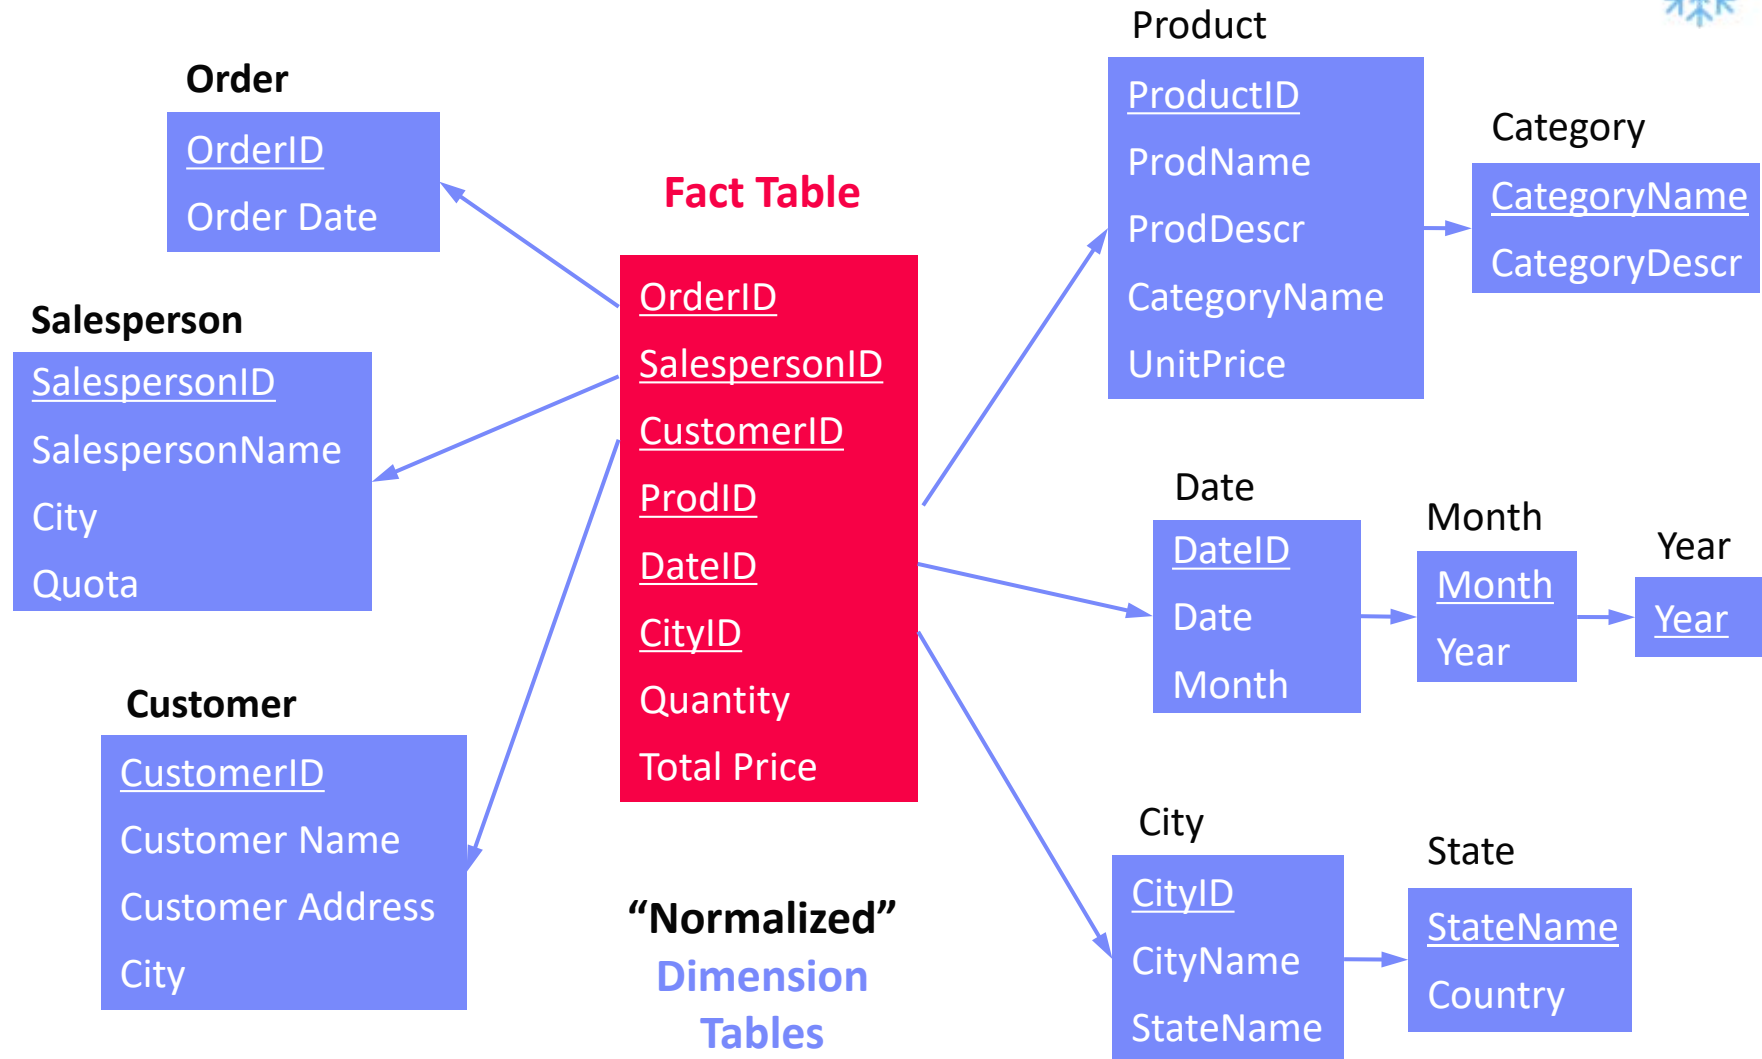 Order
OrderID
Order Date
Salesperson
SalespersonID
SalespersonName
City
Quota
Customer
CustomerID
Customer Name
Customer Address
City
Fact Table
OrderID
SalespersonID
CustomerID
ProdID
DateID
CityID
Quantity
Total Price
“Normalized”
Dimension
Tables
Product
ProductID
ProdName
ProdDescr
CategoryName
UnitPrice
Category
CategoryName
CategoryDescr
Date
DateID
Date
Month
Month
Month
Year
Year
Year
City
CityID
CityName
StateName
State
StateName
Country